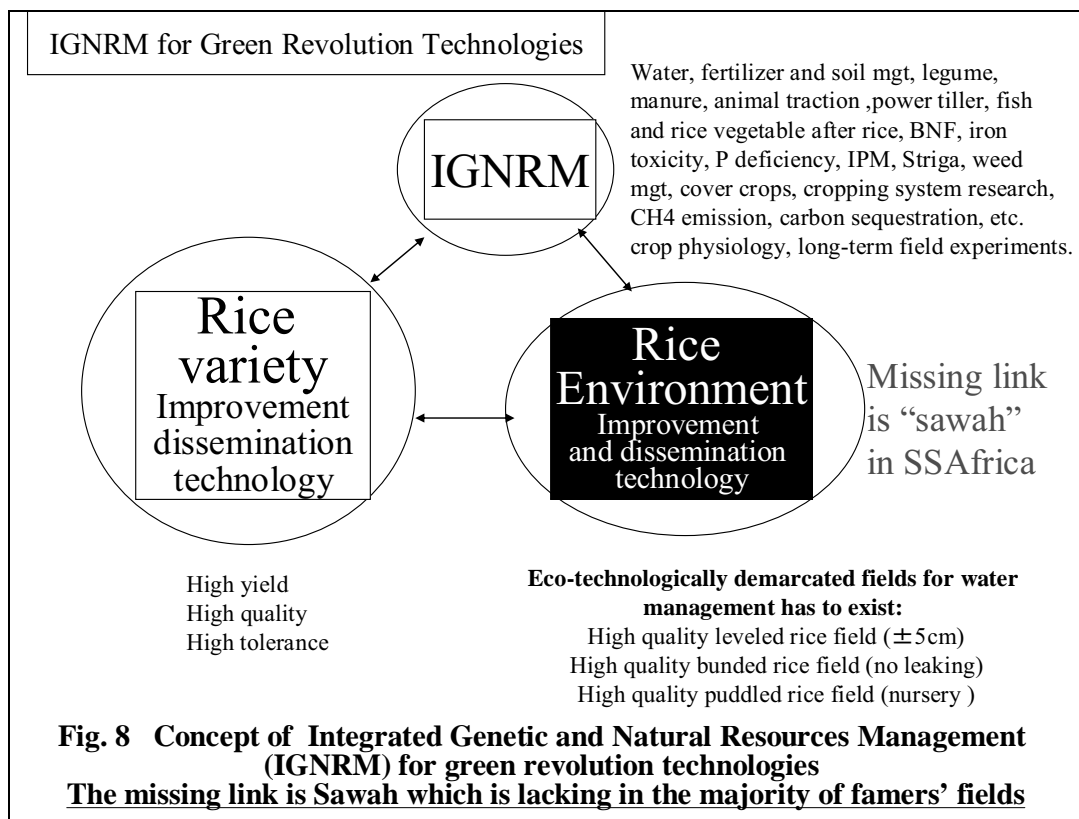 IGNRM for Green Revolution Technologies
Water, fertilizer and soil mgt, legume,
manure, animal traction ,power tiller, fish
and rice vegetable after rice, BNF, iron
toxicity, P deficiency, IPM, Striga, weed
mgt, cover crops, cropping system research,
CH4 emission, carbon sequestration, etc.
crop physiology, long-term field experiments.
IGNRM
Rice
variety
Improvement
dissemination
technology
Rice
Environment
Improvement
and dissemination
technology
Missing link
is “sawah”
in SSAfrica
High yield
High quality
High tolerance
Eco-technologically demarcated fields for water
management has to exist:
High quality leveled rice field (±5cm)
High quality bunded rice field (no leaking)
High quality puddled rice field (nursery )
Fig. 8 Concept of Integrated Genetic and Natural Resources Management
(IGNRM) for green revolution technologies
The missing link is Sawah which is lacking in the majority of famers’ fields